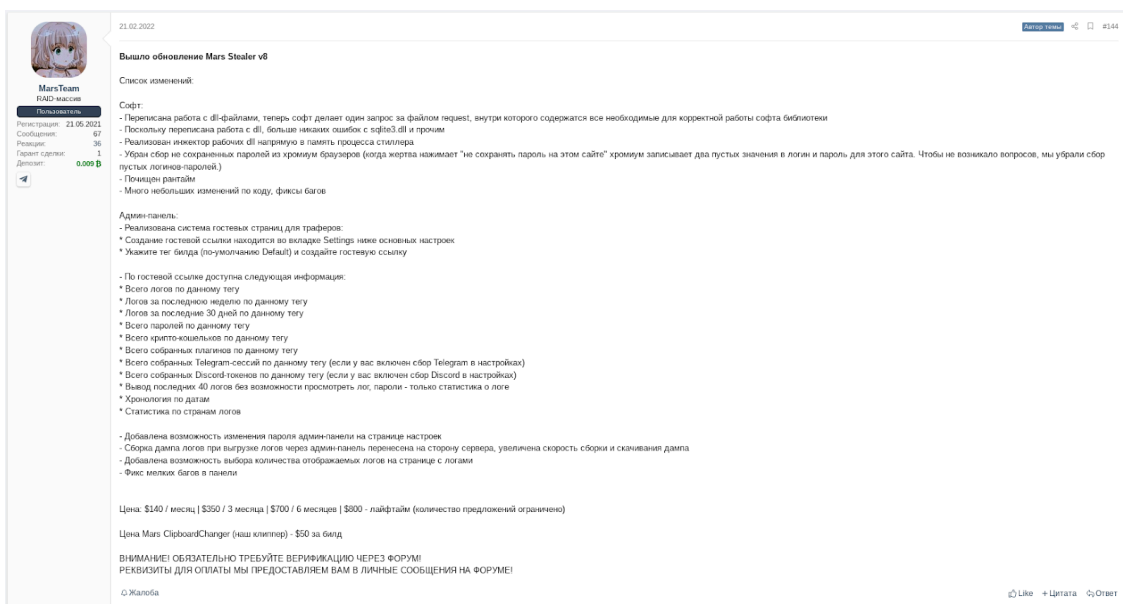 21.02.2022
Автор темы
#144
MarsTeam
RAID-массив
Пользователь
Регистрация: 21.05.2021
Сообщения: 67
Реакции: 36
Гарант сделки: 1
Депозит: 0.009 ₿
Вышло обновление Mars Stealer v8
Список изменений:
Софт:
- Переписана работа с dll-файлами, теперь софт делает один запрос за файлом request, внутри которого содержатся все необходимые для корректной работы софта библиотеки
- Поскольку переписана работа с dll, больше никаких ошибок с sqlite3.dll и прочим
- Реализован инжектор рабочих dll напрямую в память процесса стиллера
- Убран сбор не сохраненных паролей из хромиум браузеров (когда жертва нажимает "не сохранять пароль на этом сайте" хромиум записывает два пустых значения в логин и пароль для этого сайта. Чтобы не возникало вопросов, мы убрали сбор
пустых логинов-паролей.)
- Почищен рантайм
- Много небольших изменений по коду, фиксы багов
Админ-панель:
- Реализована система гостевых страниц для траферов:
* Создание гостевой ссылки находится во вкладке Settings ниже основных настроек
* Укажите тег билда (по-умолчанию Default) и создайте гостевую ссылку
- По гостевой ссылке доступна следующая информация:
* Всего логов по данному тегу
* Логов за последнюю неделю по данному тегу
* Логов за последние 30 дней по данному тегу
* Всего паролей по данному тегу
* Всего крипто-кошельков по данному тегу
* Всего собранных плагинов по данному тегу
* Всего собранных Telegram-сессий по данному тегу (если у вас включен сбор Telegram в настройках)
* Всего собранных Discord-токенов по данному тегу (если у вас включен сбор Discord в настройках)
* Вывод последних 40 логов без возможности просмотреть лог, пароли - только статистика о логе
* Хронология по датам
* Статистика по странам логов
- Добавлена возможность изменения пароля админ-панели на странице настроек
- Сборка дампа логов при выгрузке логов через админ-панель перенесена на сторону сервера, увеличена скорость сборки и скачивания дампа
- Добавлена возможность выбора количества отображаемых логов на странице с логами
- Фикс мелких багов в панели
Цена: $140 / месяц | $350 / 3 месяца | $700 / 6 месяцев | $800 - лайфтайм (количество предложений ограничено)
Цена Mars ClipboardChanger (наш клиппер) - $50 за билд
ВНИМАНИЕ! ОБЯЗАТЕЛЬНО ТРЕБУЙТЕ ВЕРИФИКАЦИЮ ЧЕРЕЗ ФОРУМ!
РЕКВИЗИТЫ ДЛЯ ОПЛАТЫ МЫ ПРЕДОСТАВЛЯЕМ ВАМ В ЛИЧНЫЕ СООБЩЕНИЯ НА ФОРУМЕ!
Жалоба
Like + Цитата Ответ